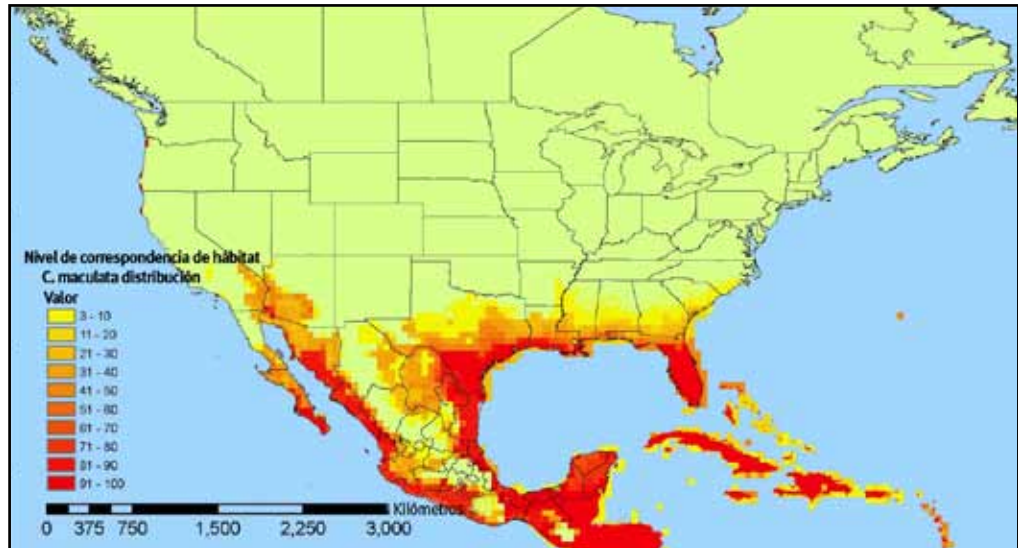 Nivel de correspondencia de hábitat
C. maculata distribución
Valor
3 - 10
11 - 20
21 - 30
31 - 40
41 - 50
51 - 60
61 - 70
71 - 80
81 - 90
91 - 100
Kilómetros
0 375 750 1,500 2,250 3,000